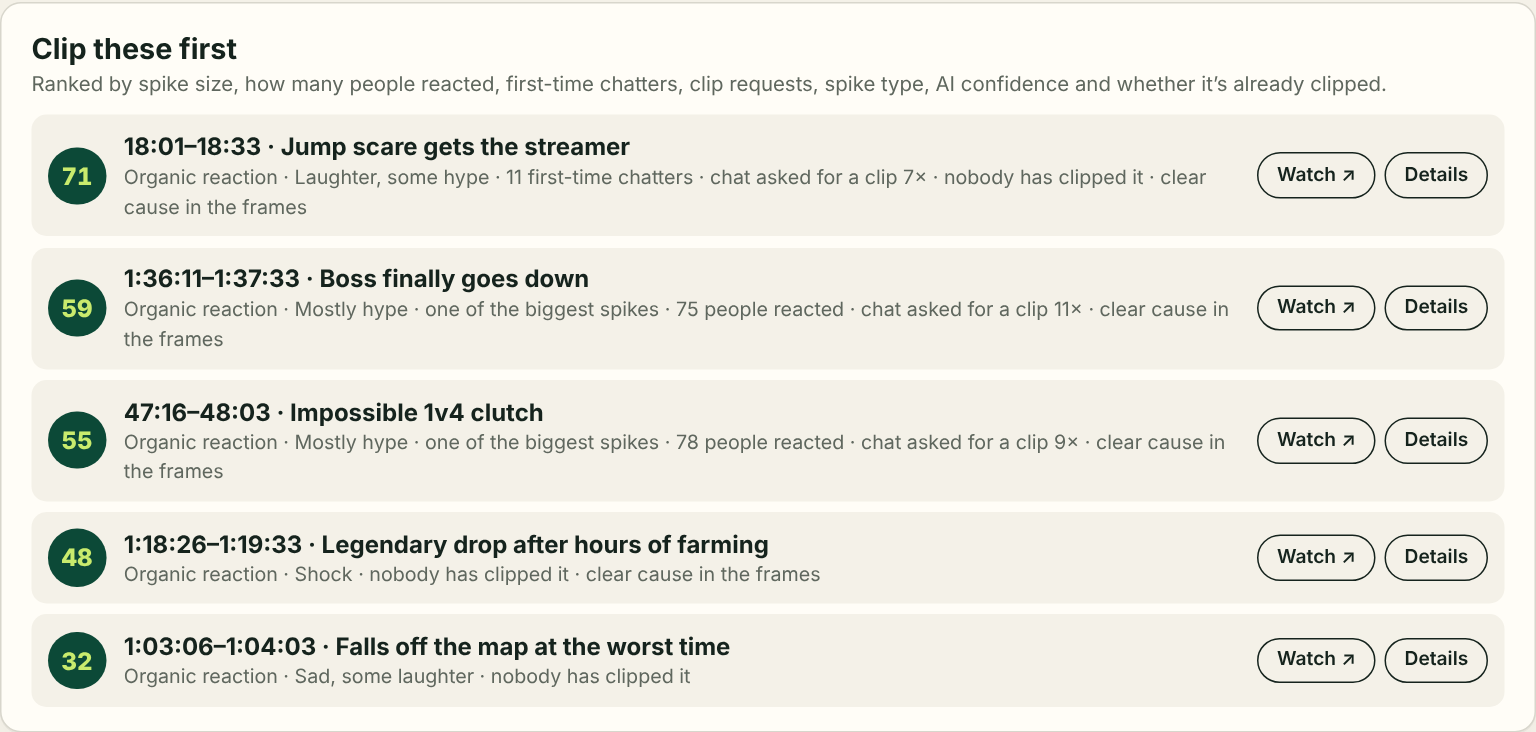 Clip these first
Ranked by spike size, how many people reacted, first-time chatters, clip requests, spike type, AI confidence and whether it’s already clipped.
71
18:01–18:33 · Jump scare gets the streamer
Organic reaction · Laughter, some hype · 11 first-time chatters · chat asked for a clip 7× · nobody has clipped it · clear
cause in the frames
Watch ↗
Details
59
1:36:11–1:37:33 · Boss finally goes down
Organic reaction · Mostly hype · one of the biggest spikes · 75 people reacted · chat asked for a clip 11× · clear cause in
the frames
Watch ↗
Details
55
47:16–48:03 · Impossible 1v4 clutch
Organic reaction · Mostly hype · one of the biggest spikes · 78 people reacted · chat asked for a clip 9× · clear cause in
the frames
Watch ↗
Details
48
1:18:26–1:19:33 · Legendary drop after hours of farming
Organic reaction · Shock · nobody has clipped it · clear cause in the frames
Watch ↗
Details
32
1:03:06–1:04:03 · Falls off the map at the worst time
Organic reaction · Sad, some laughter · nobody has clipped it
Watch ↗
Details